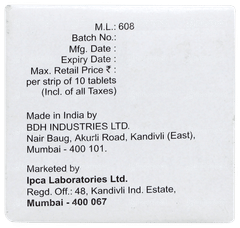 M.L.: 608
Batch No.:
Mfg. Date :
Expiry Date :
Max. Retail Price ₹ :
per strip of 10 tablets
(Incl. of all Taxes)
Made in India by
BDH INDUSTRIES LTD.
Nair Baug, Akurli Road, Kandivli (East),
Mumbai - 400 101.
Marketed by
Ipca Laboratories Ltd.
Regd. Off.: 48, Kandivli Ind. Estate,
Mumbai - 400 067